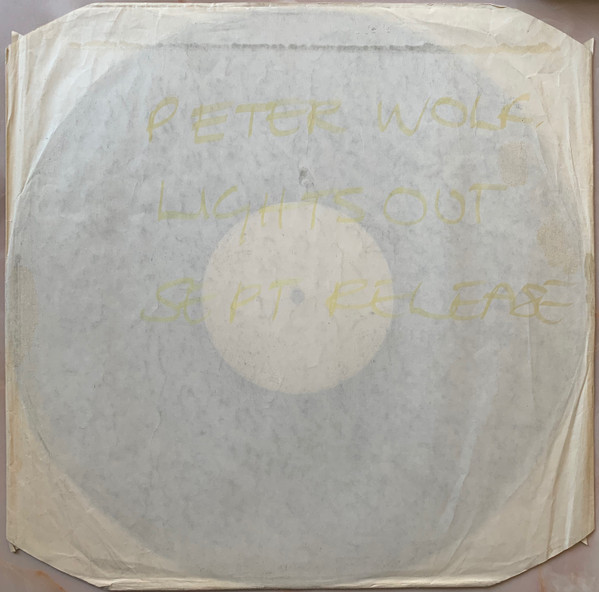 PETER WOLF
LIGHTS OUT
SEPT RELEASE